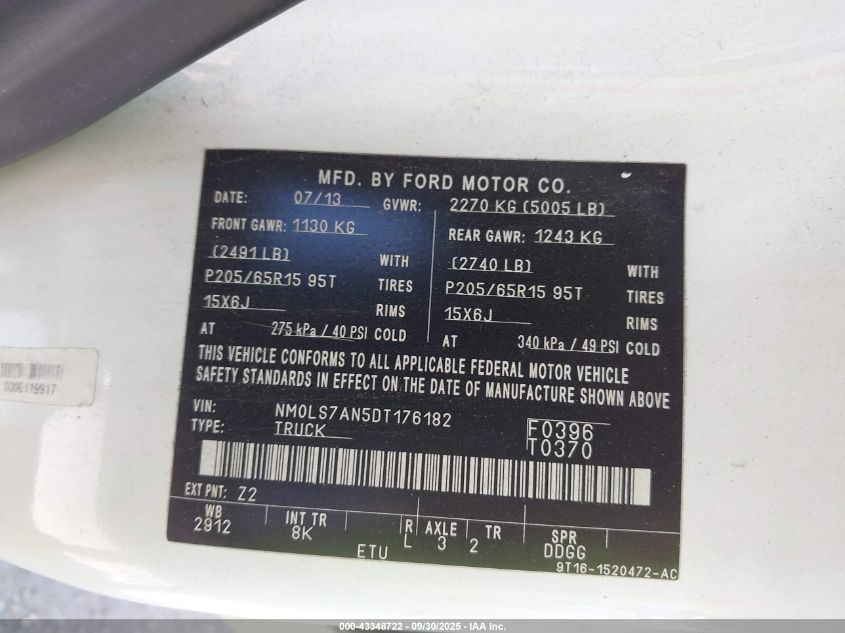 MFD. BY FORD MOTOR CO.
DATE: 07/13 GVWR: 2270 KG (5005 LB)
FRONT GAWR: 1130 KG REAR GAWR: 1243 KG
(2491 LB) WITH (2740 LB) WITH
P205/65R15 95T TIRES P205/65R15 95T TIRES
15X6J RIMS 15X6J RIMS
AT 275 kPa / 40 PSI COLD AT 340 kPa / 49 PSI COLD
THIS VEHICLE CONFORMS TO ALL APPLICABLE FEDERAL MOTOR VEHICLE
SAFETY STANDARDS IN EFFECT ON THE DATE OF MANUFACTURE SHOWN ABOVE
VIN: NM0LS7AN5DT176182 F0396
TYPE: TRUCK T0370
EXT PNT: Z2
WB INT TR R AXLE TR SPR
2912 8K L 3 2 DDGG
ETU
9T16-1520472-AC
000-43348722 - 09/30/2025 - IAA Inc.